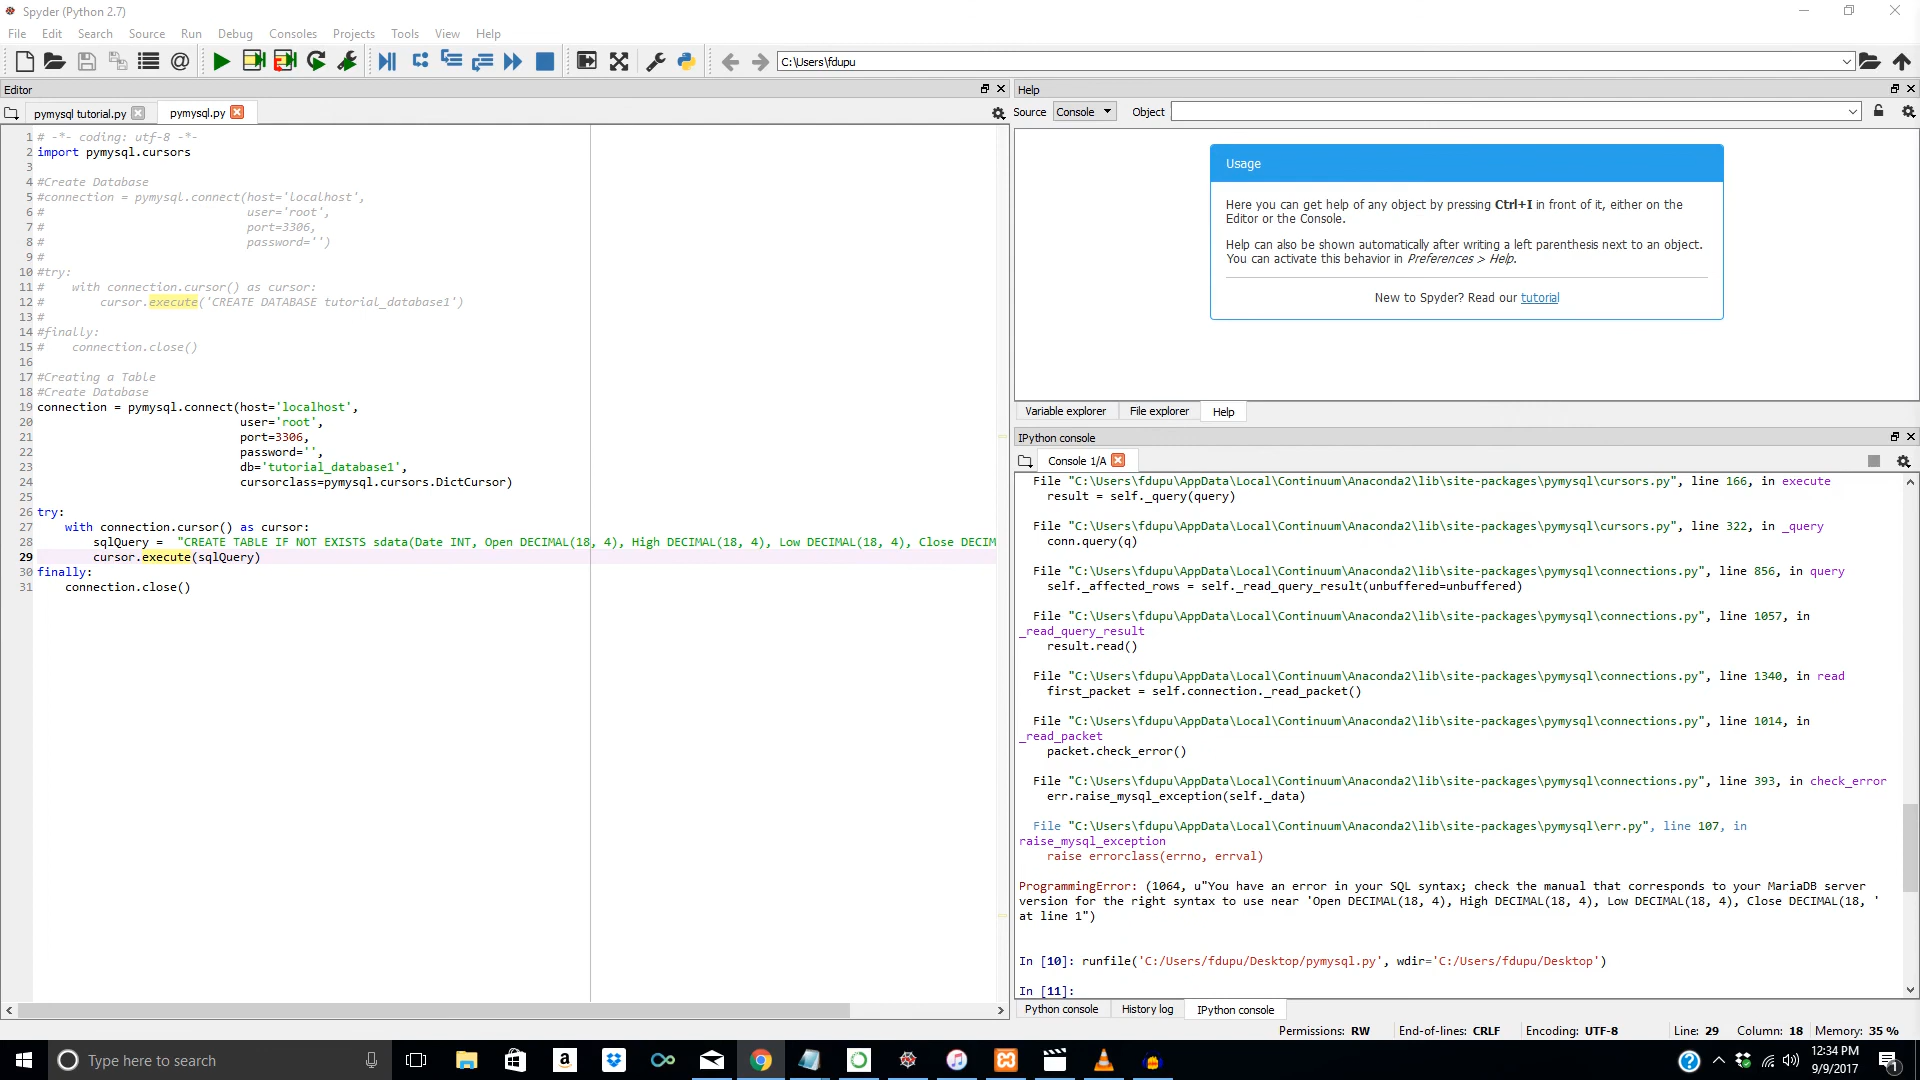 Spyder (Python 2.7)
File Edit Search Source Run Debug Consoles Projects Tools View Help
C:\Users\fdupu
Editor
pymysql tutorial.py
pymysql.py
1 # -*- coding: utf-8 -*-
2 import pymysql.cursors
3
4 #Create Database
5 #connection = pymysql.connect(host='localhost',
6 # user='root',
7 # port=3306,
8 # password='')
9 #
10 #try:
11 # with connection.cursor() as cursor:
12 # cursor.execute('CREATE DATABASE tutorial_database1')
13 #
14 #finally:
15 # connection.close()
16
17 #Creating a Table
18 #Create Database
19 connection = pymysql.connect(host='localhost',
20 user='root',
21 port=3306,
22 password='',
23 db='tutorial_database1',
24 cursorclass=pymysql.cursors.DictCursor)
25
26 try:
27 with connection.cursor() as cursor:
28 sqlQuery = "CREATE TABLE IF NOT EXISTS sdata(Date INT, Open DECIMAL(18, 4), High DECIMAL(18, 4), Low DECIMAL(18, 4), Close DECIM
29 cursor.execute(sqlQuery)
30 finally:
31 connection.close()
Help
Source Console Object
Usage
Here you can get help of any object by pressing Ctrl+I in front of it, either on the
Editor or the Console.
Help can also be shown automatically after writing a left parenthesis next to an object.
You can activate this behavior in Preferences > Help.
New to Spyder? Read our tutorial
Variable explorer File explorer Help
IPython console
Console 1/A
File "C:\Users\fdupu\AppData\Local\Continuum\Anaconda2\lib\site-packages\pymysql\cursors.py", line 166, in execute
result = self._query(query)
File "C:\Users\fdupu\AppData\Local\Continuum\Anaconda2\lib\site-packages\pymysql\cursors.py", line 322, in _query
conn.query(q)
File "C:\Users\fdupu\AppData\Local\Continuum\Anaconda2\lib\site-packages\pymysql\connections.py", line 856, in query
self._affected_rows = self._read_query_result(unbuffered=unbuffered)
File "C:\Users\fdupu\AppData\Local\Continuum\Anaconda2\lib\site-packages\pymysql\connections.py", line 1057, in
_read_query_result
result.read()
File "C:\Users\fdupu\AppData\Local\Continuum\Anaconda2\lib\site-packages\pymysql\connections.py", line 1340, in read
first_packet = self.connection._read_packet()
File "C:\Users\fdupu\AppData\Local\Continuum\Anaconda2\lib\site-packages\pymysql\connections.py", line 1014, in
_read_packet
packet.check_error()
File "C:\Users\fdupu\AppData\Local\Continuum\Anaconda2\lib\site-packages\pymysql\connections.py", line 393, in check_error
err.raise_mysql_exception(self._data)
File "C:\Users\fdupu\AppData\Local\Continuum\Anaconda2\lib\site-packages\pymysql\err.py", line 107, in
raise_mysql_exception
raise errorclass(errno, errval)
ProgrammingError: (1064, u"You have an error in your SQL syntax; check the manual that corresponds to your MariaDB server
version for the right syntax to use near 'Open DECIMAL(18, 4), High DECIMAL(18, 4), Low DECIMAL(18, 4), Close DECIMAL(18, '
at line 1")
In [10]: runfile('C:/Users/fdupu/Desktop/pymysql.py', wdir='C:/Users/fdupu/Desktop')
In [11]:
Python console History log IPython console
Permissions: RW End-of-lines: CRLF Encoding: UTF-8 Line: 29 Column: 18 Memory: 35 %
Type here to search
12:34 PM
9/9/2017
1